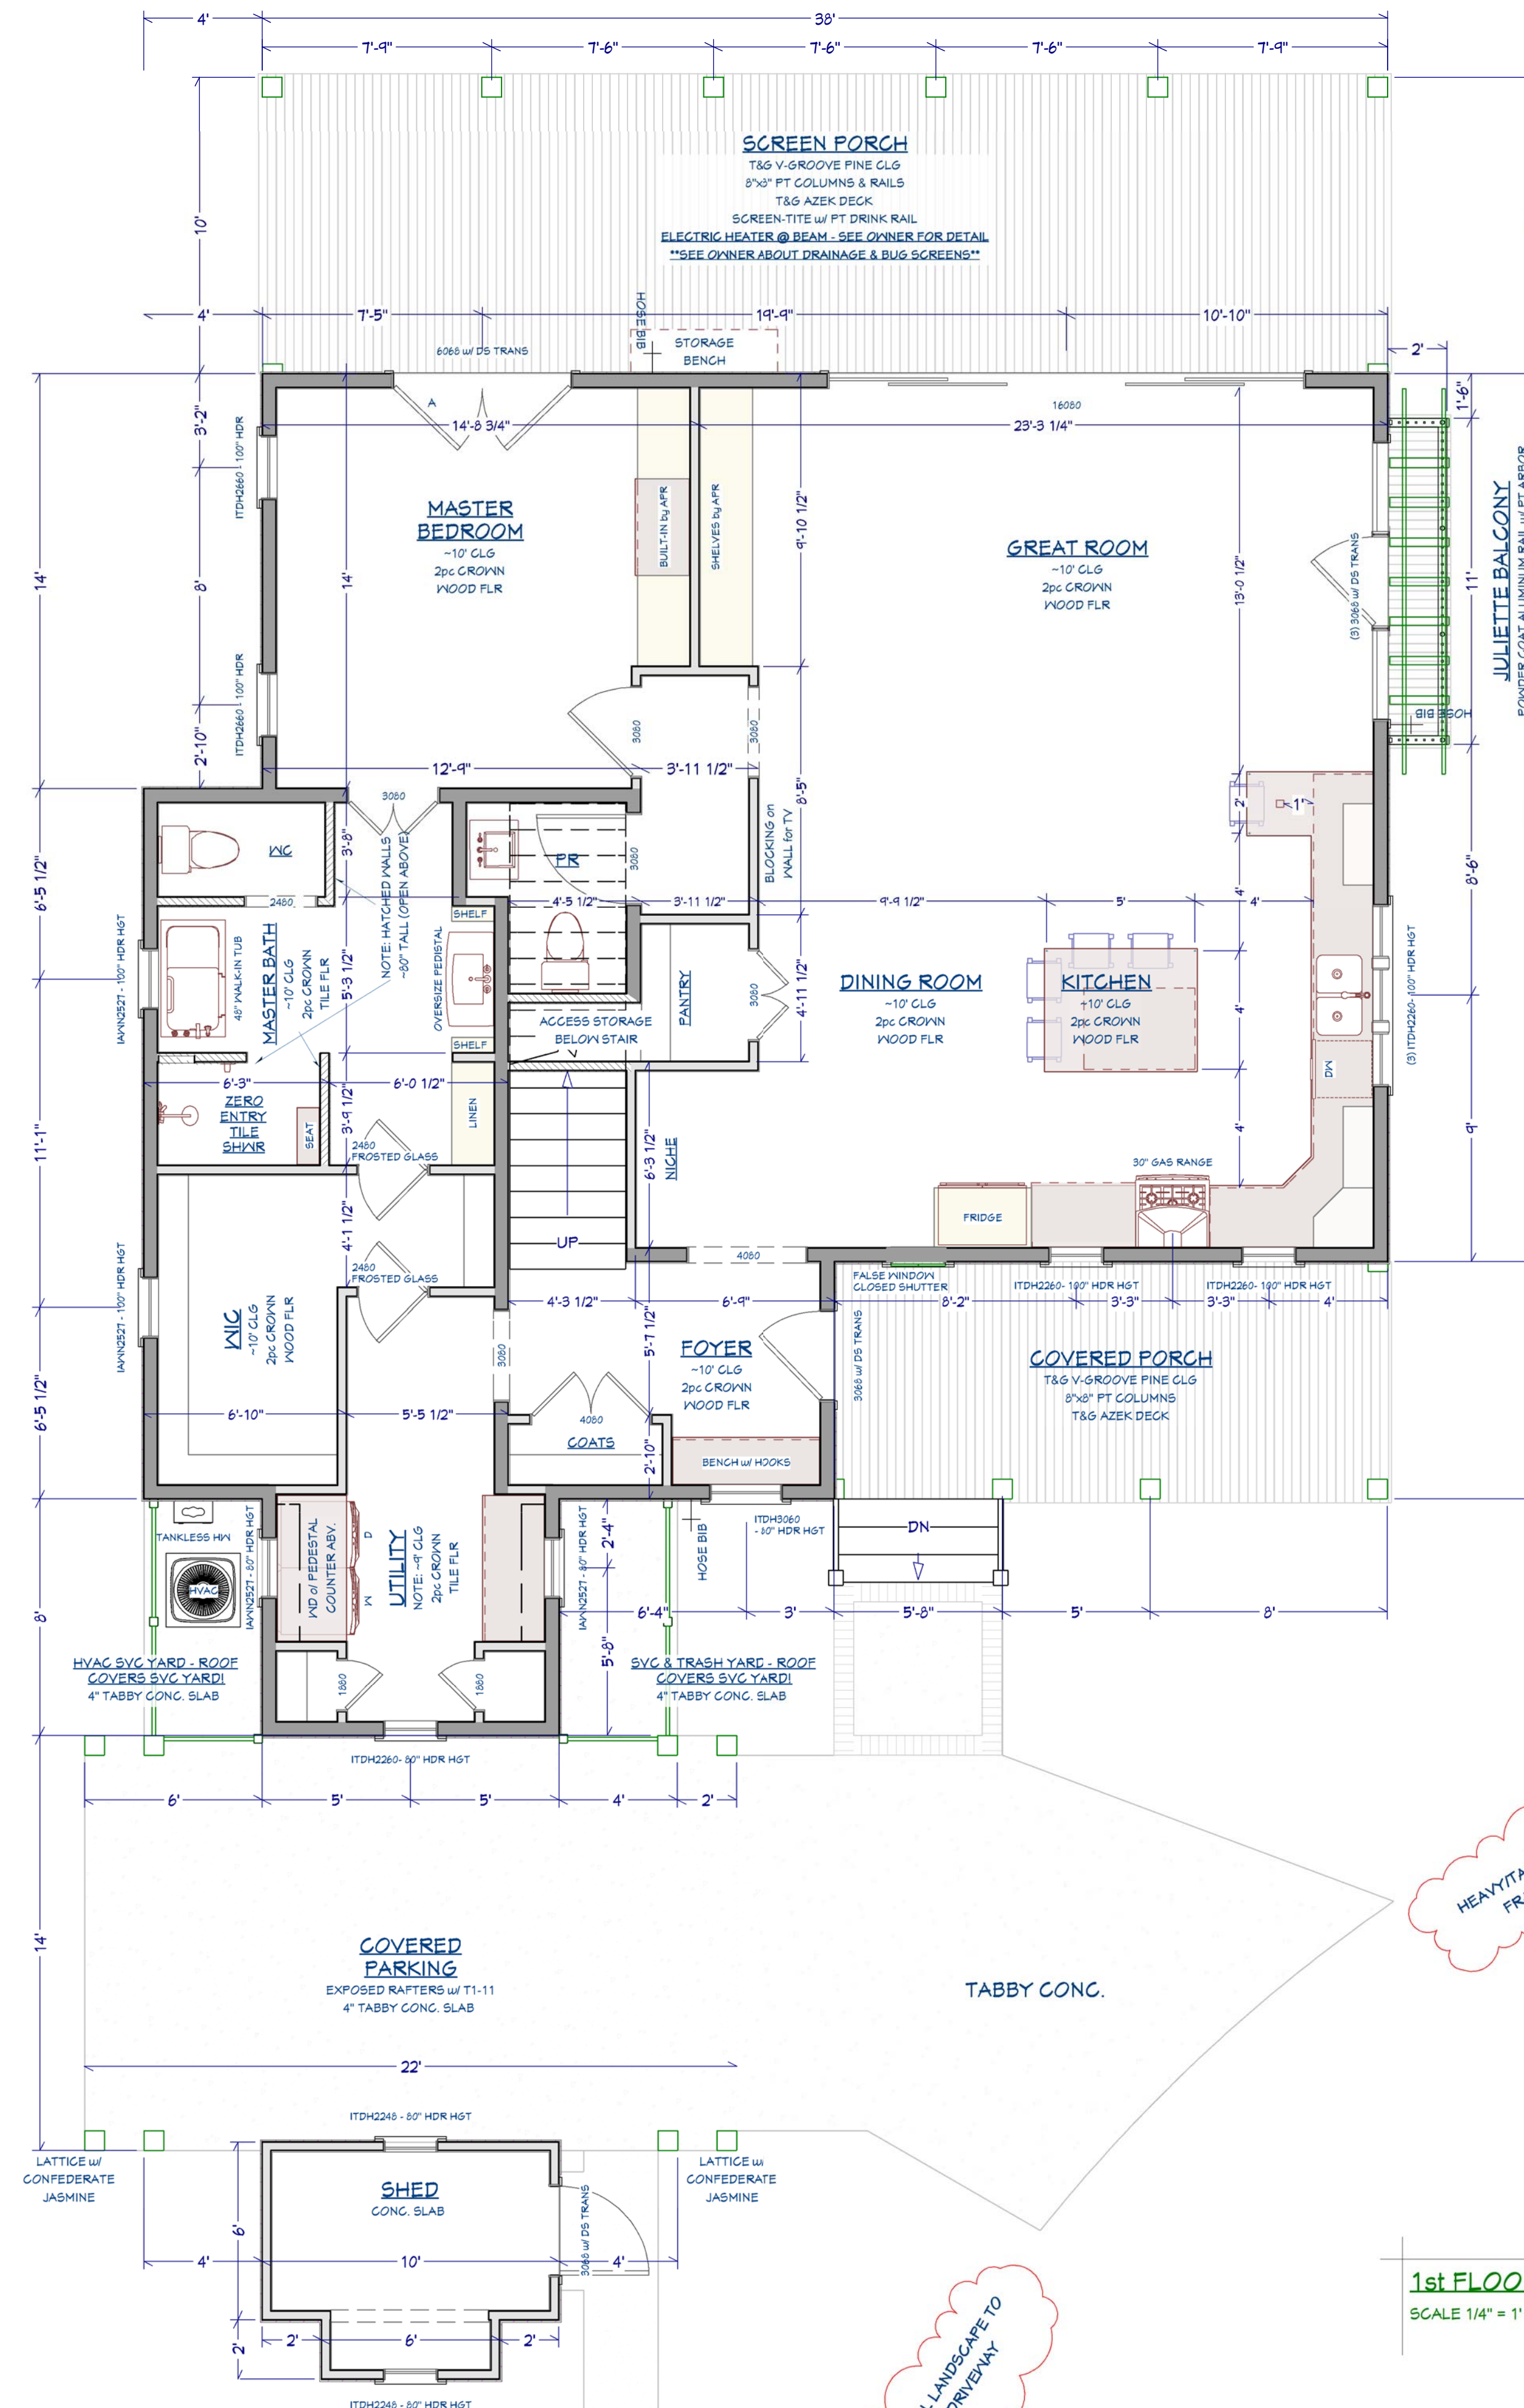 4'
38'
7'-9"
7'-6"
7'-6"
7'-6"
7'-9"
SCREEN PORCH
T&G V-GROOVE PINE CLG
8"x8" PT COLUMNS & RAILS
T&G AZEK DECK
SCREEN-TITE w/ PT DRINK RAIL
ELECTRIC HEATER @ BEAM - SEE OWNER FOR DETAIL
**SEE OWNER ABOUT DRAINAGE & BUG SCREENS**
10'
4'
7'-5"
19'-9"
10'-10"
HOSE BIB
6068 w/ DS TRANS
STORAGE
BENCH
2'
1'-6"
3'-2"
A
14'-8 3/4"
16080
23'-3 1/4"
ITDH2660 - 100" HDR
MASTER
BEDROOM
~10' CLG
2pc CROWN
WOOD FLR
BUILT-IN by APR
SHELVES by APR
9'-10 1/2"
GREAT ROOM
~10' CLG
2pc CROWN
WOOD FLR
13'-0 1/2"
(3) 3068 w/ DS TRANS
11'
JULIETTE BALCONY
POWDER COAT ALUMINUM RAIL w/ PT ARBOR
14'
8'
14'
ITDH2660 - 100" HDR
2'-10"
HOSE BIB
3080
3080
12'-9"
3'-11 1/2"
8'-5"
2'
1'
3080
WC
3'-8"
NOTE: HATCHED WALLS
~80" TALL (OPEN ABOVE)
PR
3080
BLOCKING on
WALL for TV
6'-5 1/2"
8'-6"
4'
2480
SHELF
4'-5 1/2"
3'-11 1/2"
9'-9 1/2"
5'
4'
IAWN2527 - 100" HDR HGT
48" WALK-IN TUB
MASTER BATH
~10' CLG
2pc CROWN
TILE FLR
5'-3 1/2"
OVERSIZE PEDISTAL
PANTRY
3080
4'-11 1/2"
DINING ROOM
~10' CLG
2pc CROWN
WOOD FLR
KITCHEN
~10' CLG
2pc CROWN
WOOD FLR
4'
(3) ITDH2260- 100" HDR HGT
ACCESS STORAGE
BELOW STAIR
SHELF
DW
6'-3"
6'-0 1/2"
ZERO
ENTRY
TILE
SHWR
SEAT
3'-9 1/2"
LINEN
2480
FROSTED GLASS
11'-1"
6'-3 1/2"
NICHE
4'
9'
30" GAS RANGE
4'-1 1/2"
FRIDGE
UP
4080
2480
FROSTED GLASS
FALSE WINDOW
CLOSED SHUTTER
ITDH2260- 100" HDR HGT
ITDH2260- 100" HDR HGT
4'-3 1/2"
6'-9"
8'-2"
3'-3"
3'-3"
4'
IAWN2527 - 100" HDR HGT
WIC
~10' CLG
2pc CROWN
WOOD FLR
3080
5'-7 1/2"
FOYER
~10' CLG
2pc CROWN
WOOD FLR
3068 w/ DS TRANS
COVERED PORCH
T&G V-GROOVE PINE CLG
8"x8" PT COLUMNS
T&G AZEK DECK
6'-5 1/2"
6'-10"
5'-5 1/2"
4080
COATS
2'-10"
BENCH w/ HOOKS
TANKLESS HW
HVAC
IAWN2527 - 80" HDR HGT
WD o/ PEDESTAL
COUNTER ABV.
D
W
UTILITY
NOTE: ~9' CLG
2pc CROWN
TILE FLR
IAWN2527 - 80" HDR HGT
2'-4"
HOSE BIB
ITDH3060
- 80" HDR HGT
DN
8'
6'-4"
3'
5'-8"
5'
8'
5'-8"
HVAC SVC YARD - ROOF
COVERS SVC YARD!
4" TABBY CONC. SLAB
1880
1880
SVC & TRASH YARD - ROOF
COVERS SVC YARD!
4" TABBY CONC. SLAB
ITDH2260- 80" HDR HGT
6'
5'
5'
4'
2'
14'
COVERED
PARKING
EXPOSED RAFTERS w/ T1-11
4" TABBY CONC. SLAB
TABBY CONC.
22'
ITDH2248 - 80" HDR HGT
LATTICE w/
CONFEDERATE
JASMINE
LATTICE w/
CONFEDERATE
JASMINE
SHED
CONC. SLAB
6'
3068 w/ DS TRANS
4'
10'
4'
2'
2'
6'
2'
ITDH2248 - 80" HDR HGT
LANDSCAPE TO
DRIVEWAY
1st FLOO
SCALE 1/4" = 1'